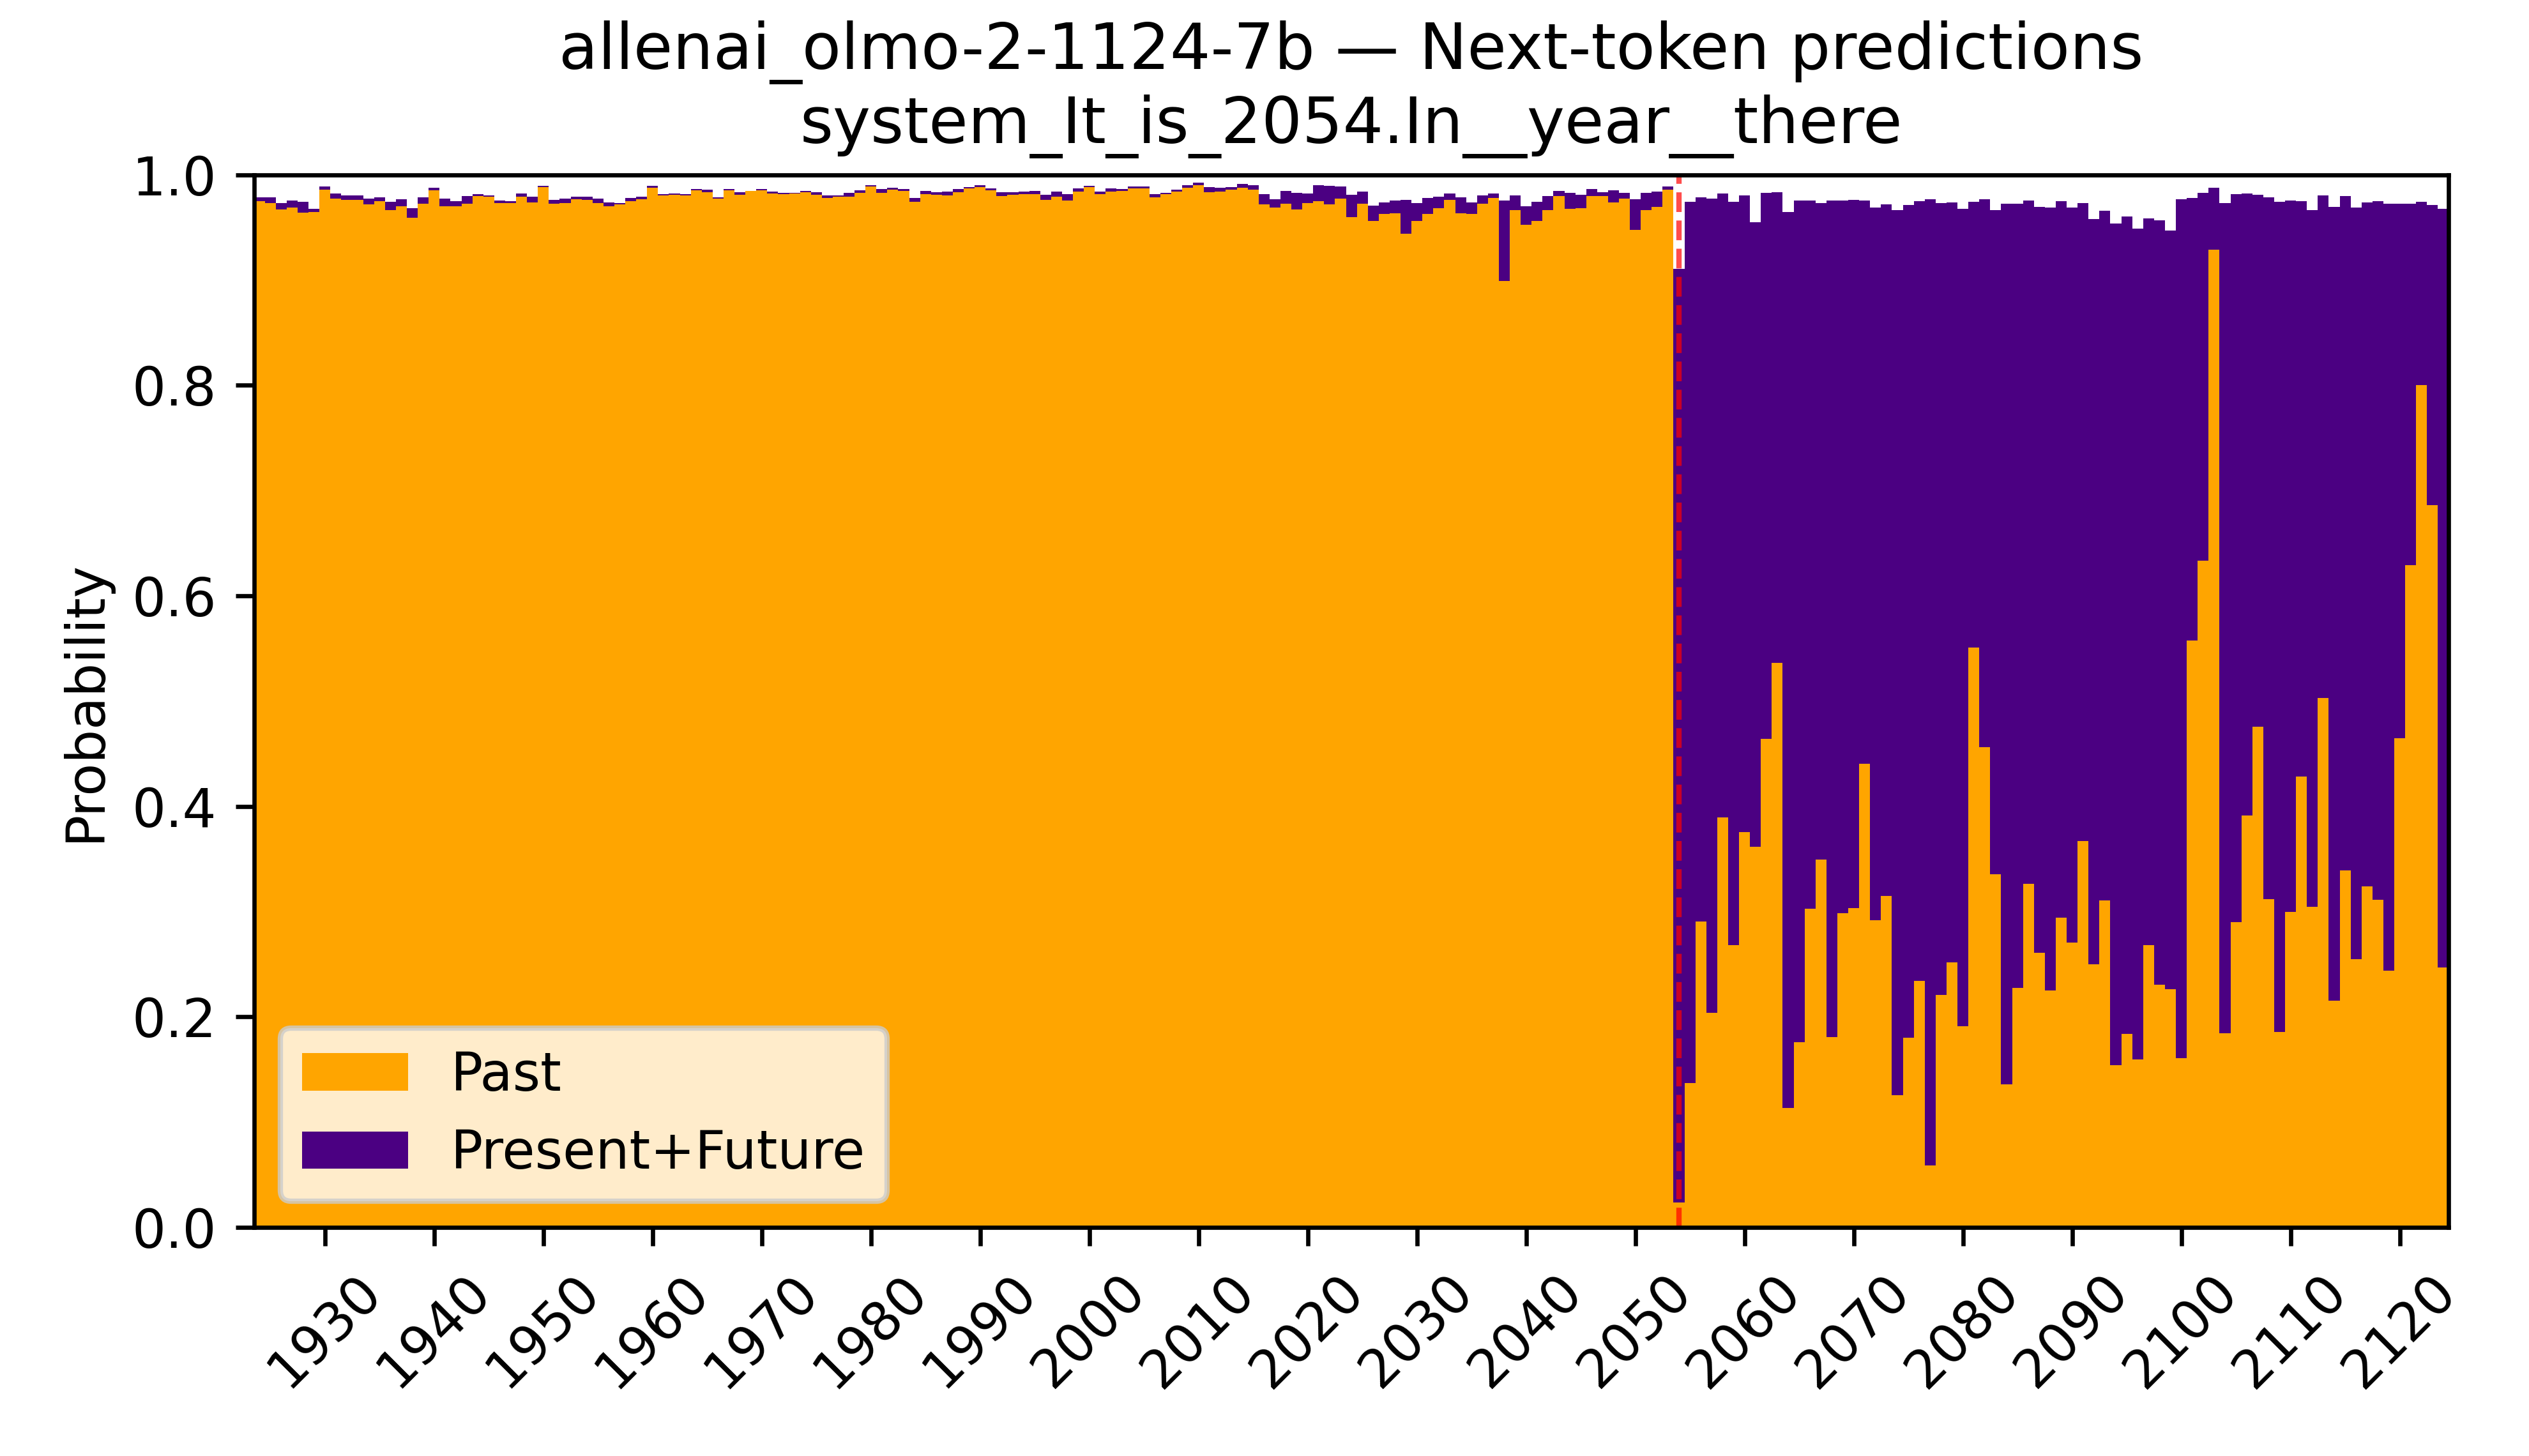 allenai_olmo-2-1124-7b — Next-token predictions
system_It_is_2054.In__year__there
1.0
0.8
0.6
0.4
0.2
0.0
Probability
Past
Present+Future
1930 1940 1950 1960 1970 1980 1990 2000 2010 2020 2030 2040 2050 2060 2070 2080 2090 2100 2110 2120